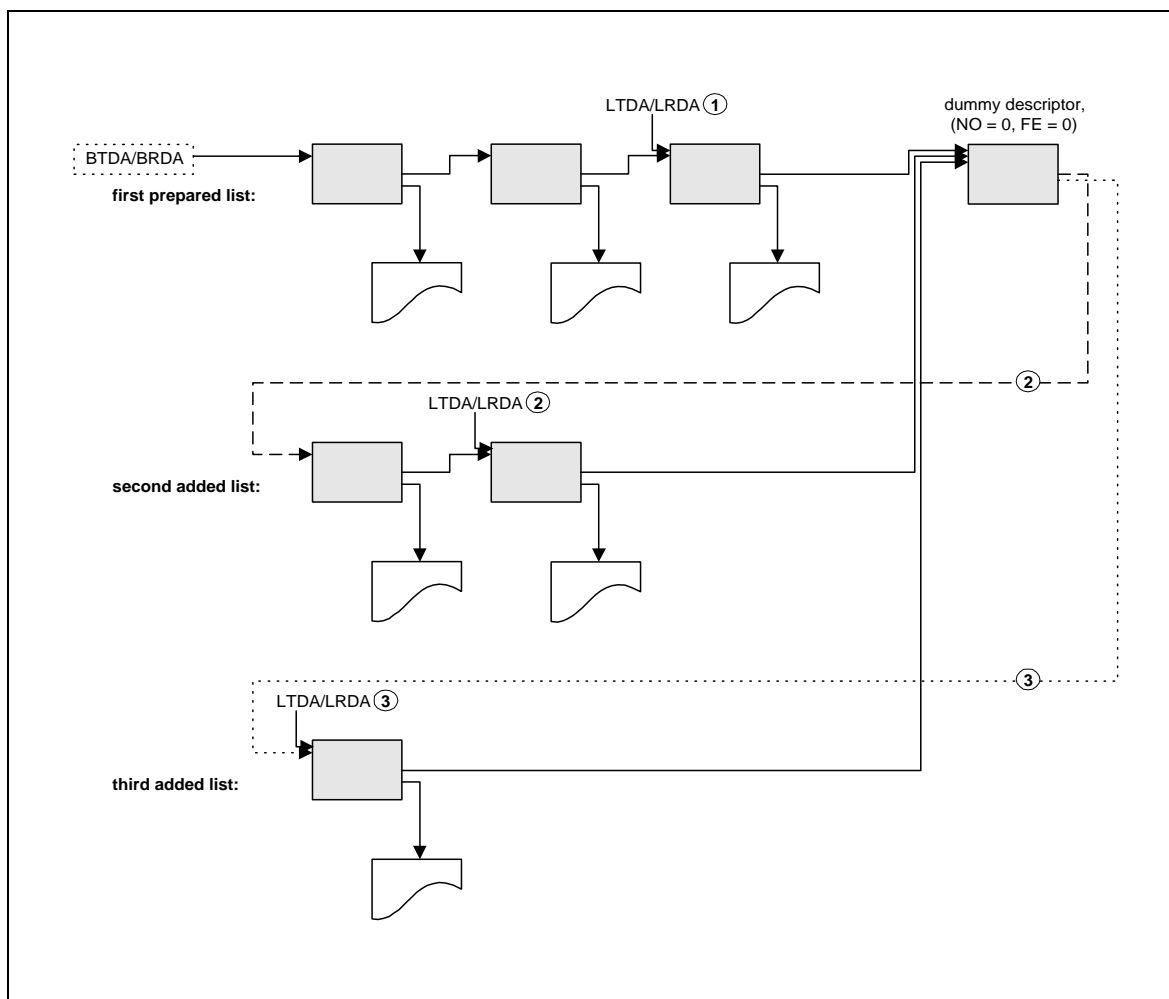 LTDA/LRDA 1
dummy descriptor,
(NO = 0, FE = 0)
BTDA/BRDA
first prepared list:
2
LTDA/LRDA 2
second added list:
3
LTDA/LRDA 3
third added list: